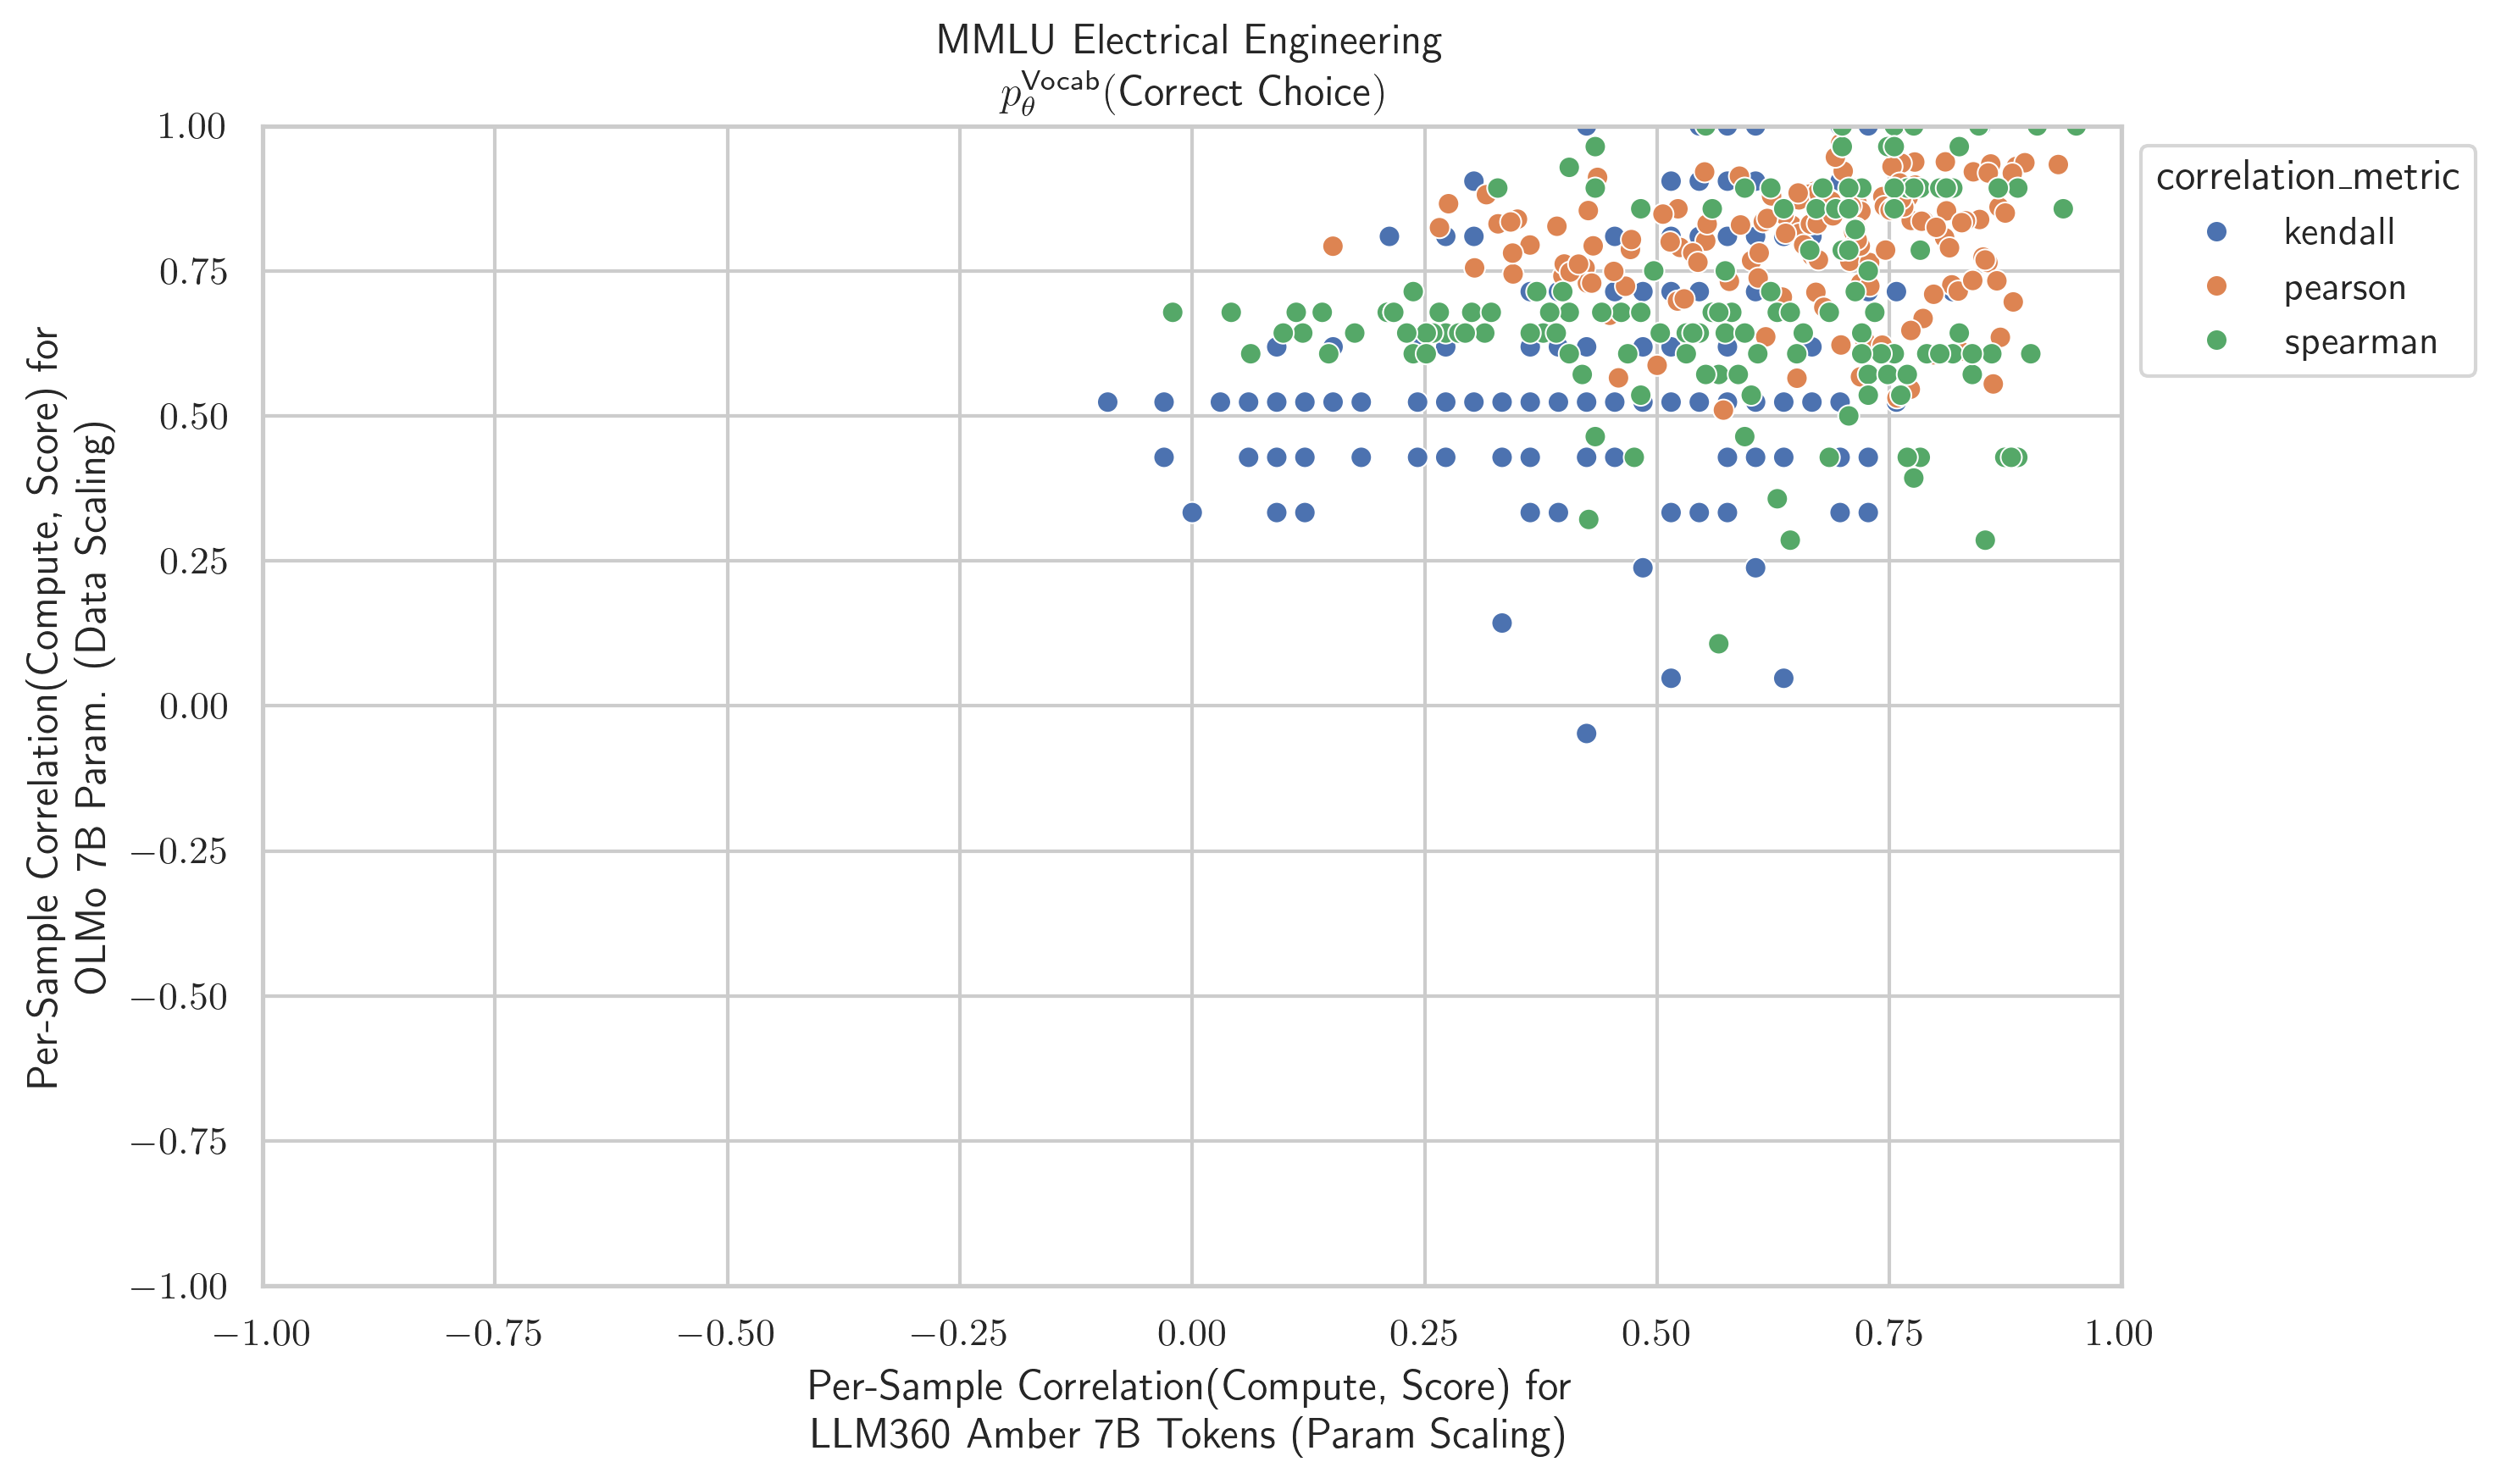 MMLU Electrical Engineering
p_θ^Vocab(Correct Choice)
1.00
0.75
0.50
0.25
0.00
−0.25
−0.50
−0.75
−1.00
Per-Sample Correlation(Compute, Score) for
OLMo 7B Param. (Data Scaling)
correlation_metric
kendall
pearson
spearman
−1.00 −0.75 −0.50 −0.25 0.00 0.25 0.50 0.75 1.00
Per-Sample Correlation(Compute, Score) for
LLM360 Amber 7B Tokens (Param Scaling)